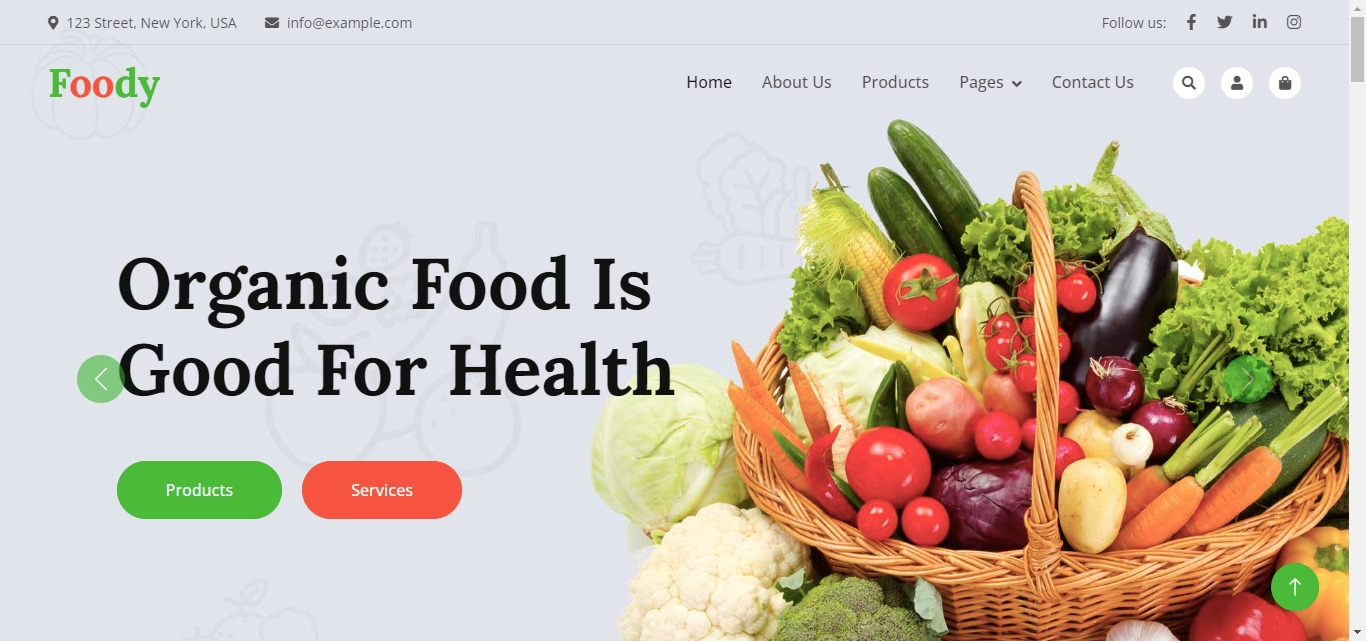 123 Street, New York, USA
info@example.com
Follow us:
Foody
Home
About Us
Products
Pages
Contact Us
Organic Food Is
Good For Health
Products
Services